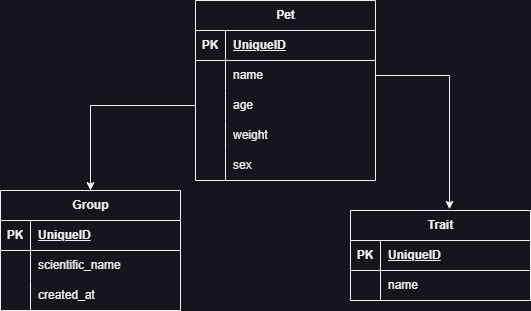 Pet
PK UniqueID
name
age
weight
sex
Group
PK UniqueID
scientific_name
created_at
Trait
PK UniqueID
name